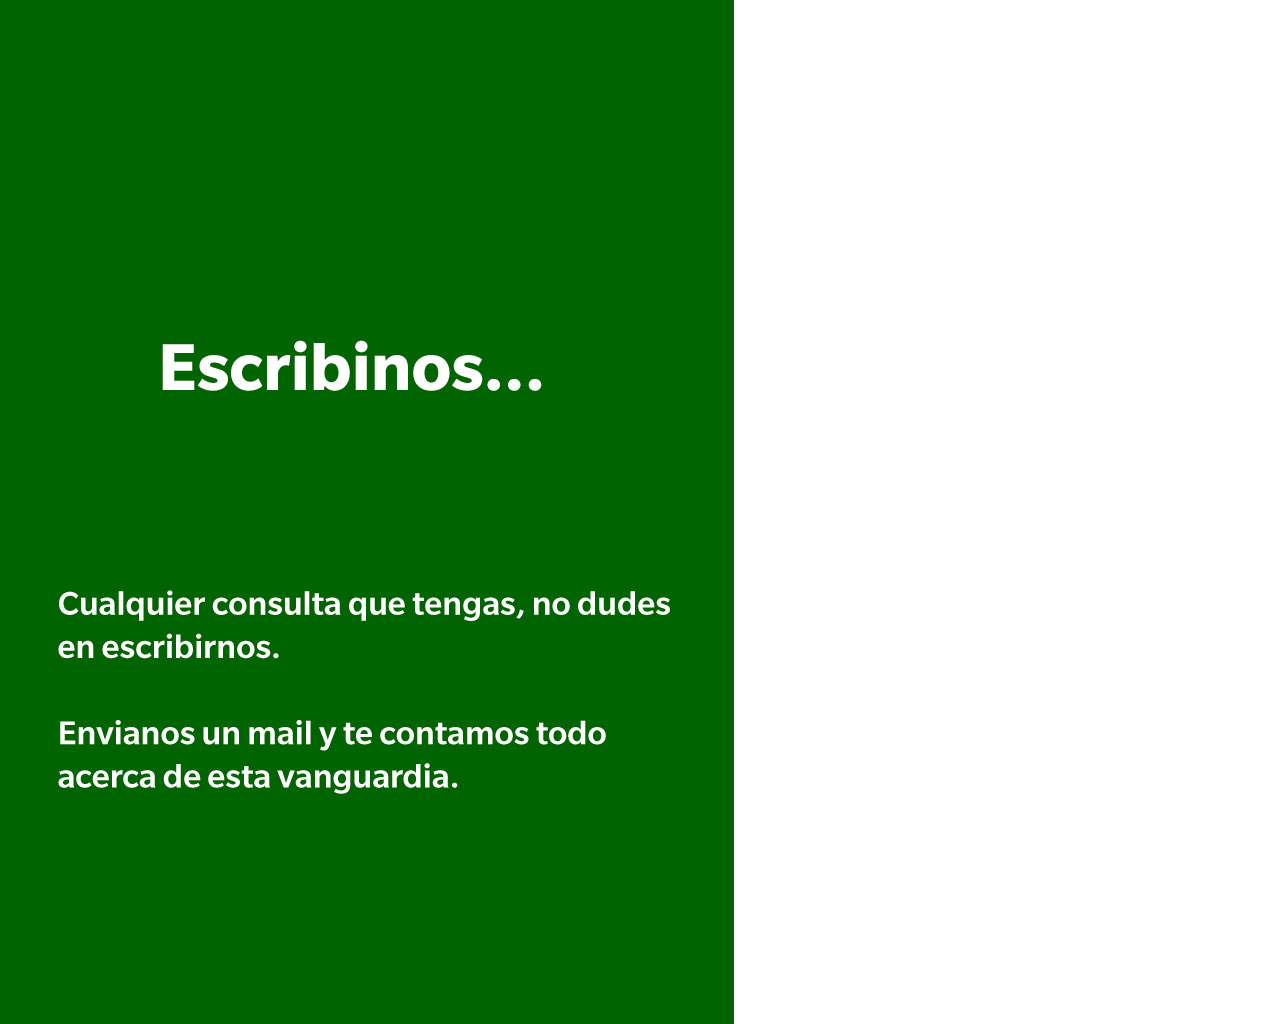 Escribinos...
Cualquier consulta que tengas, no dudes
en escribirnos.
Envianos un mail y te contamos todo
acerca de esta vanguardia.